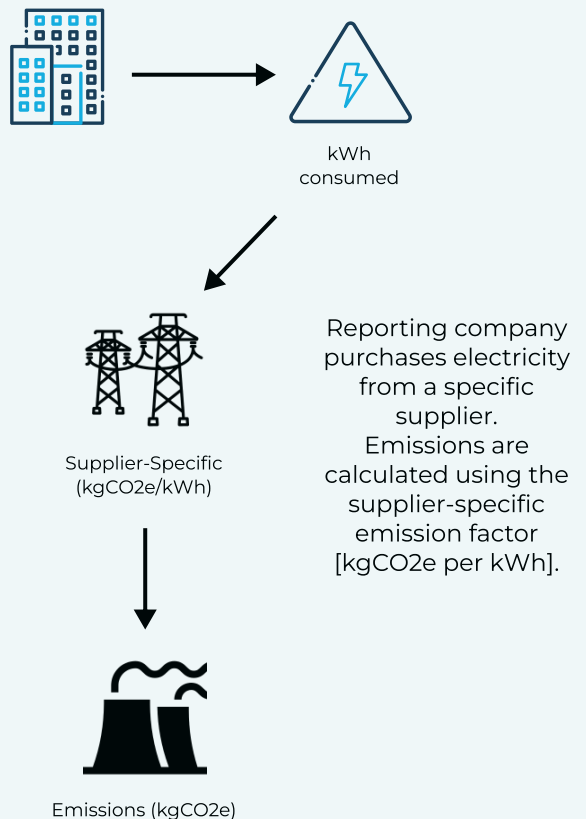 kWh
consumed
Reporting company
purchases electricity
from a specific
supplier.
Emissions are
calculated using the
supplier-specific
emission factor
[kgCO2e per kWh].
Supplier-Specific
(kgCO2e/kWh)
Emissions (kgCO2e)